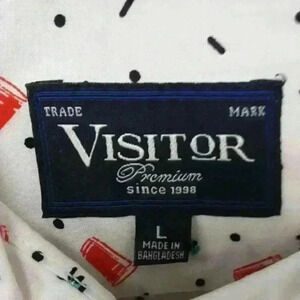 TRADE MARK
VISITOR
Premium
since 1998
L
MADE IN
BANGLADESH